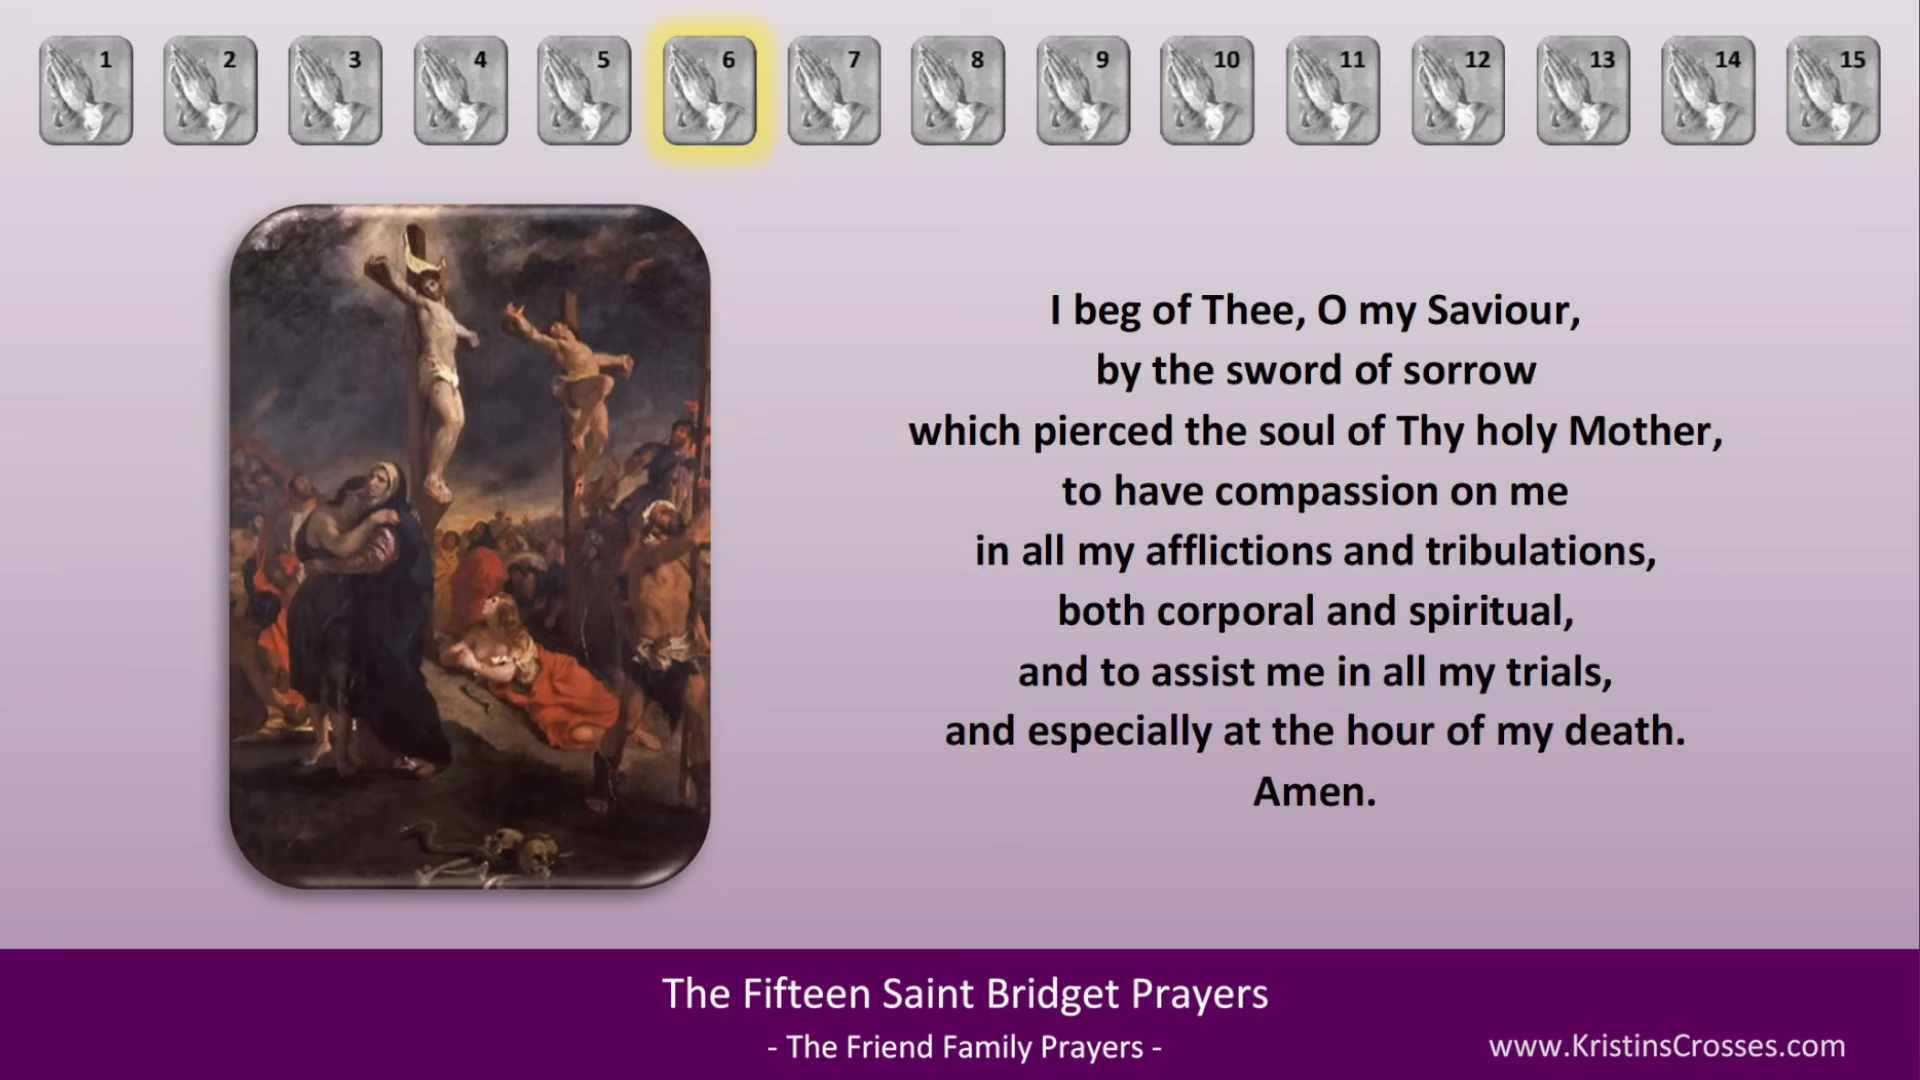 1 2 3 4 5 6 7 8 9 10 11 12 13 14 15
I beg of Thee, O my Saviour,
by the sword of sorrow
which pierced the soul of Thy holy Mother,
to have compassion on me
in all my afflictions and tribulations,
both corporal and spiritual,
and to assist me in all my trials,
and especially at the hour of my death.
Amen.
The Fifteen Saint Bridget Prayers
- The Friend Family Prayers -
www.KristinsCrosses.com